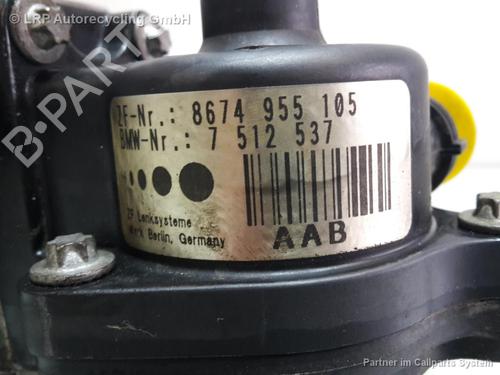 © LRP Autorecycling GmbH
ZF-Nr.: 8674 955 105
BMW-Nr.: 7 512 537
ZF Lenksysteme
Werk Berlin, Germany
AAB
Partner im Callparts System